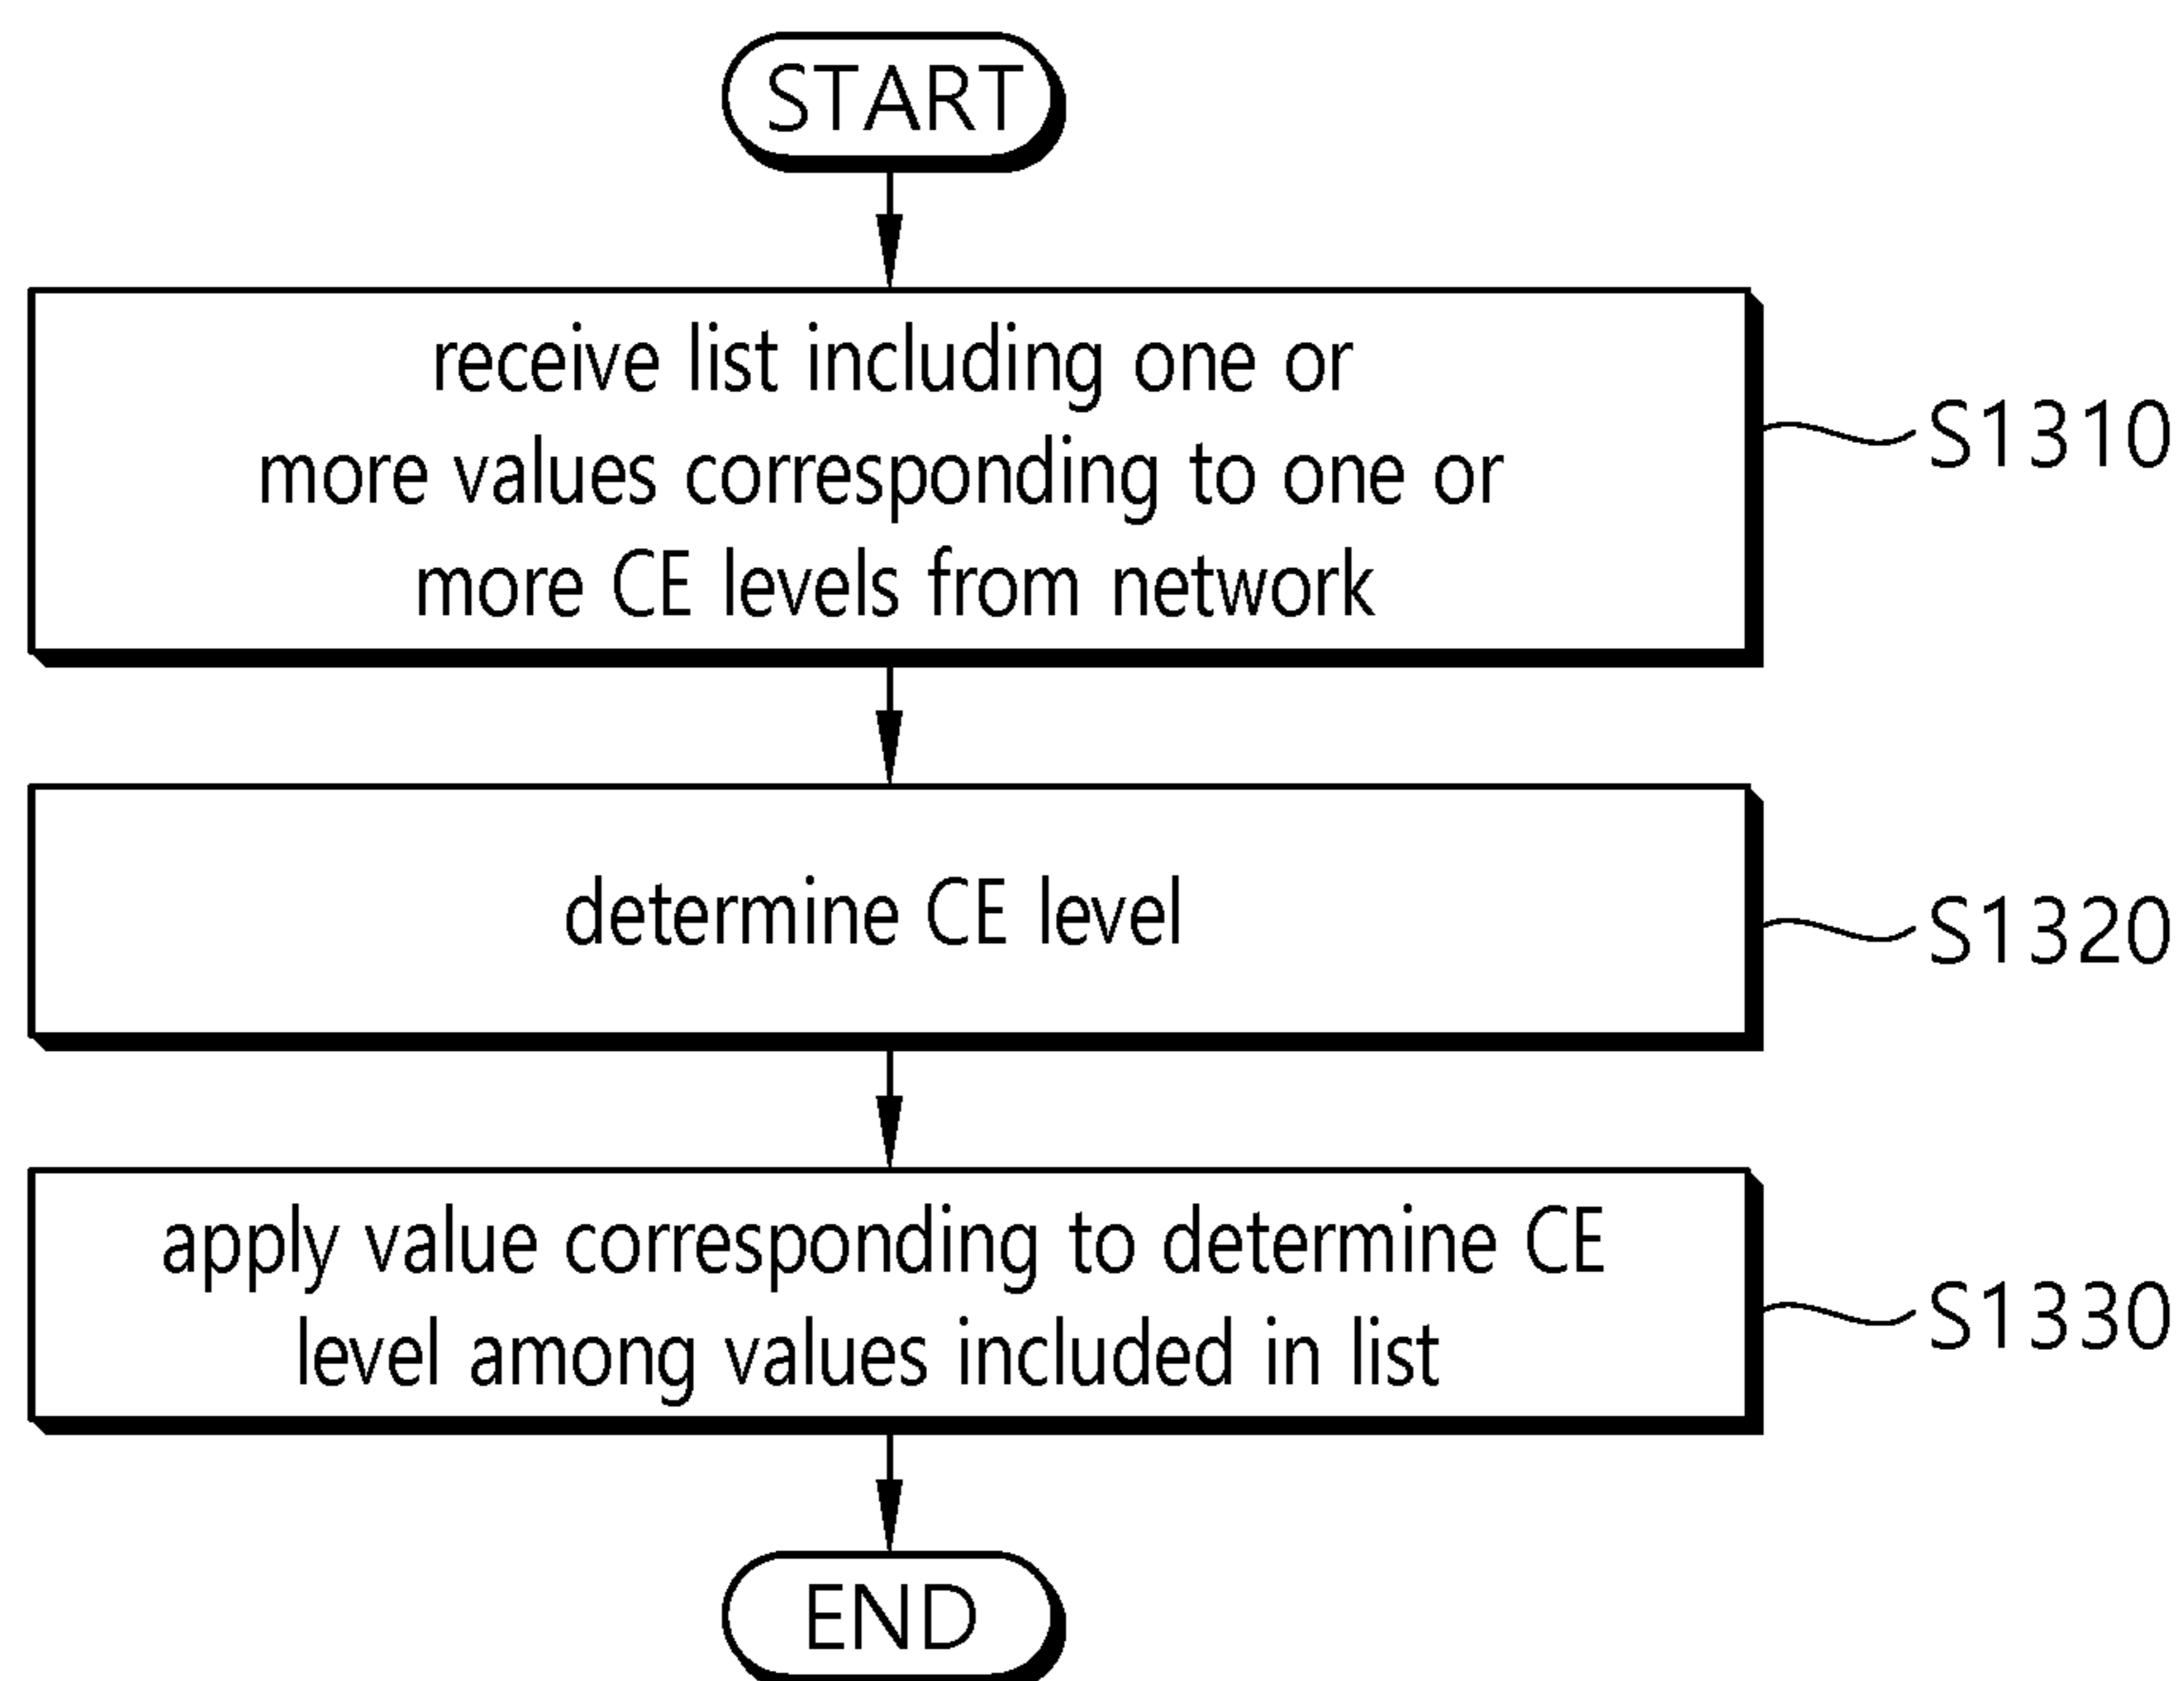 START
receive list including one or
more values corresponding to one or
more CE levels from network
S1310
determine CE level
S1320
apply value corresponding to determine CE
level among values included in list
S1330
END